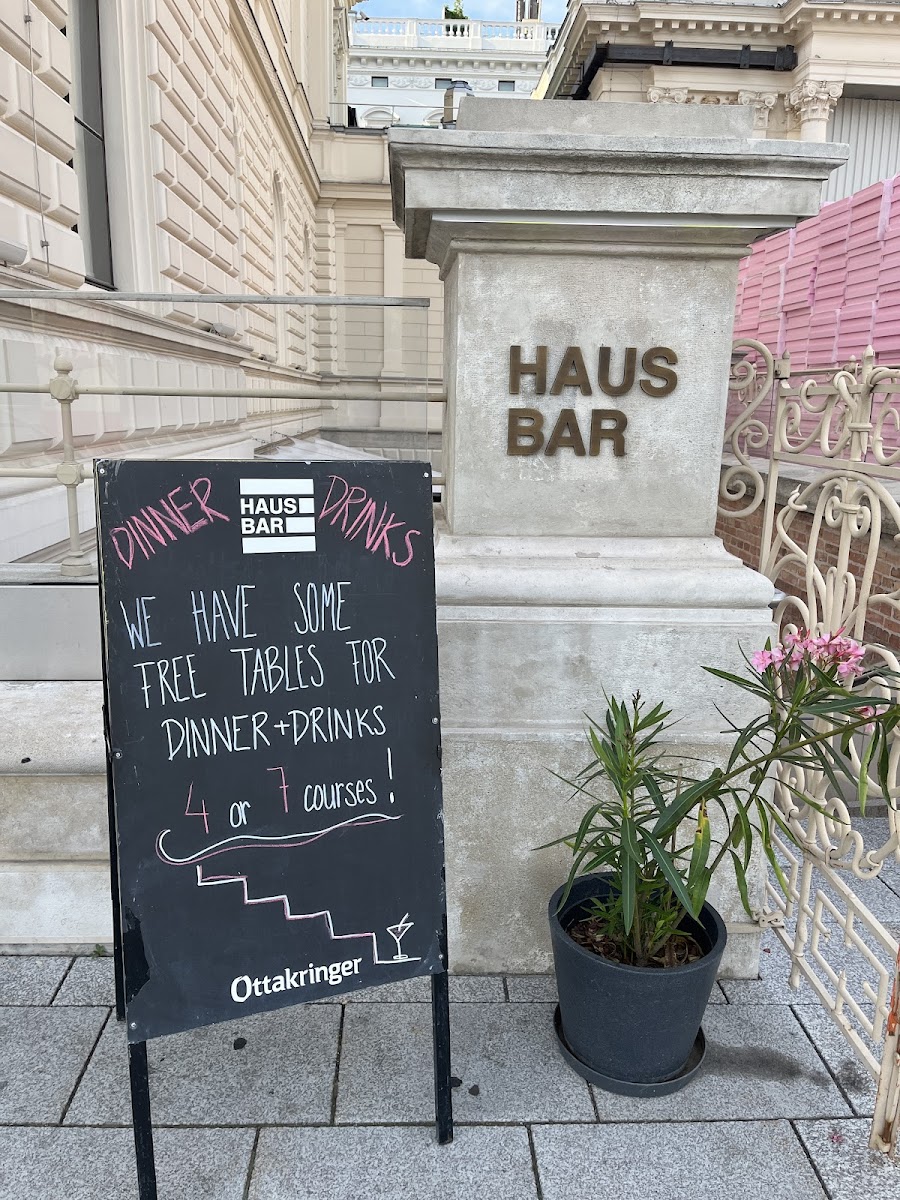 HAUS
BAR
DINNER
HAUS
BAR
DRINKS
WE HAVE SOME
FREE TABLES FOR
DINNER+DRINKS
4 or 7 courses!
Ottakringer